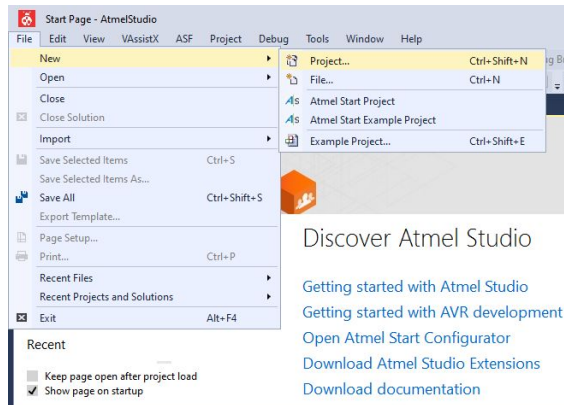 Start Page - AtmelStudio
File Edit View VAssistX ASF Project Debug Tools Window Help
New
Project... Ctrl+Shift+N
File... Ctrl+N
Atmel Start Project
Atmel Start Example Project
Example Project... Ctrl+Shift+E
Open
Close
Close Solution
Import
Save Selected Items Ctrl+S
Save Selected Items As...
Save All Ctrl+Shift+S
Export Template...
Page Setup...
Print... Ctrl+P
Recent Files
Recent Projects and Solutions
Exit Alt+F4
Discover Atmel Studio
Getting started with Atmel Studio
Getting started with AVR development
Open Atmel Start Configurator
Download Atmel Studio Extensions
Download documentation
Recent
Keep page open after project load
Show page on startup